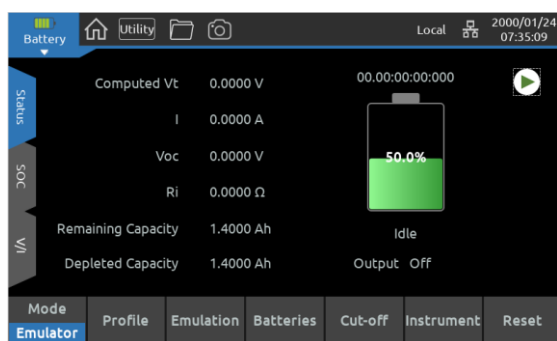 Battery
Utility
Local
2000/01/24
07:35:09
Status
SOC
V/I
Computed Vt 0.0000 V
I 0.0000 A
Voc 0.0000 V
Ri 0.0000 Ω
Remaining Capacity 1.4000 Ah
Depleted Capacity 1.4000 Ah
00.00:00:00:000
50.0%
Idle
Output Off
Mode
Emulator
Profile
Emulation
Batteries
Cut-off
Instrument
Reset